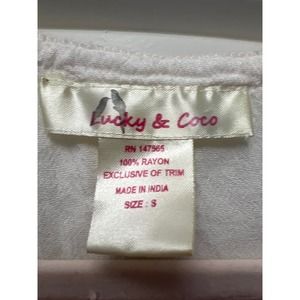 Lucky & Coco
RN 147565
100% RAYON
EXCLUSIVE OF TRIM
MADE IN INDIA
SIZE : S